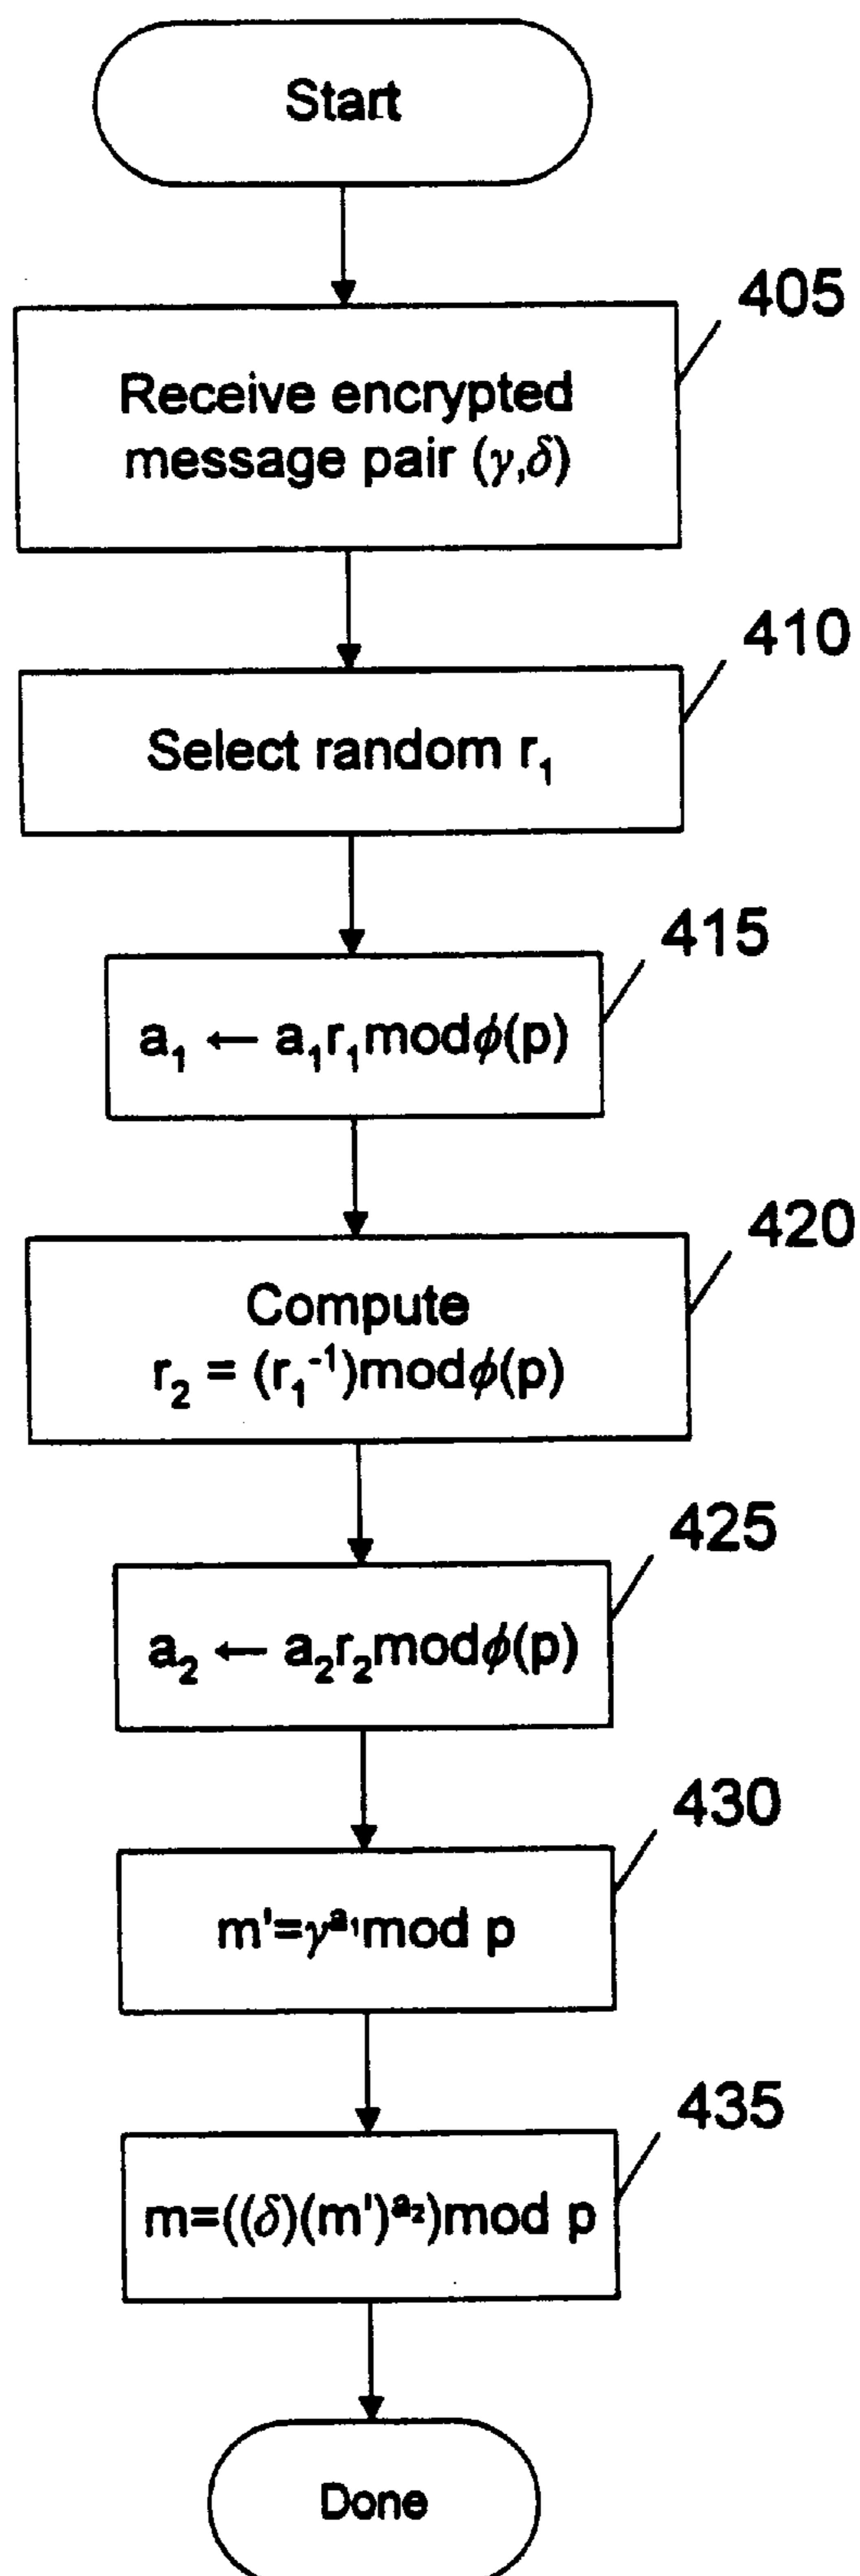 Start
405
Receive encrypted
message pair (γ,δ)
410
Select random r₁
415
a₁ ← a₁r₁modϕ(p)
420
Compute
r₂ = (r₁⁻¹)modϕ(p)
425
a₂ ← a₂r₂modϕ(p)
430
m'=γ^a₁mod p
435
m=((δ)(m')^a₂)mod p
Done